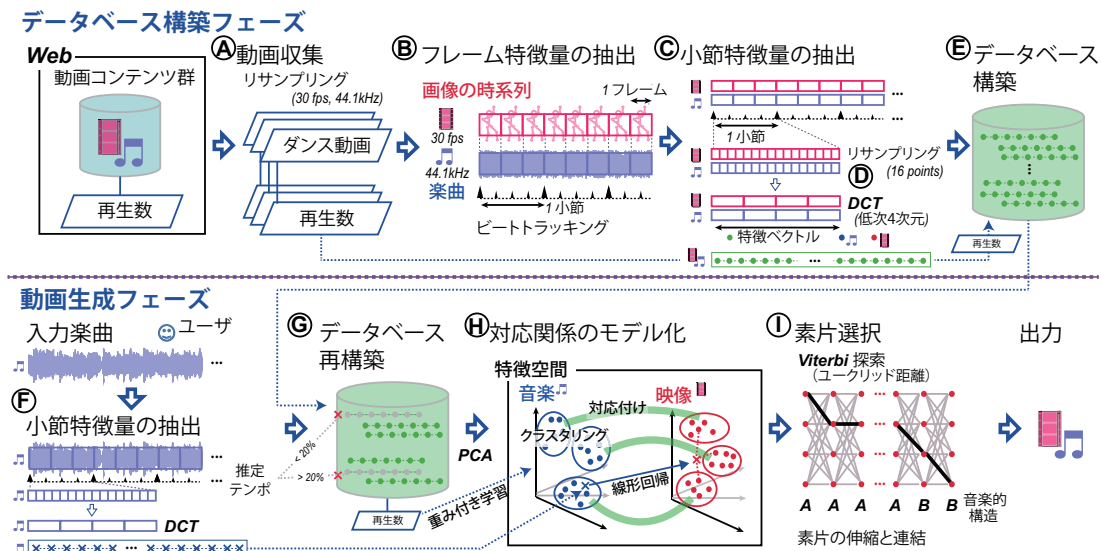 データベース構築フェーズ
Web
動画コンテンツ群
再生数
A 動画収集
リサンプリング
(30 fps, 44.1kHz)
ダンス動画
再生数
B フレーム特徴量の抽出
画像の時系列
1フレーム
30 fps
44.1kHz
楽曲
...
1小節
ビートトラッキング
C 小節特徴量の抽出
...
...
1小節
リサンプリング
(16 points)
D
DCT
(低次4次元)
特徴ベクトル
...
E データベース
構築
...
再生数
動画生成フェーズ
入力楽曲
ユーザ
...
F
小節特徴量の抽出
...
...
DCT
...
推定
テンポ
< 20%
> 20%
G データベース
再構築
再生数
PCA
重み付き学習
H 対応関係のモデル化
特徴空間
音楽
映像
対応付け
クラスタリング
線形回帰
I 素片選択
Viterbi 探索
(ユークリッド距離)
...
...
A A A ... A B B
音楽的
構造
素片の伸縮と連結
出力